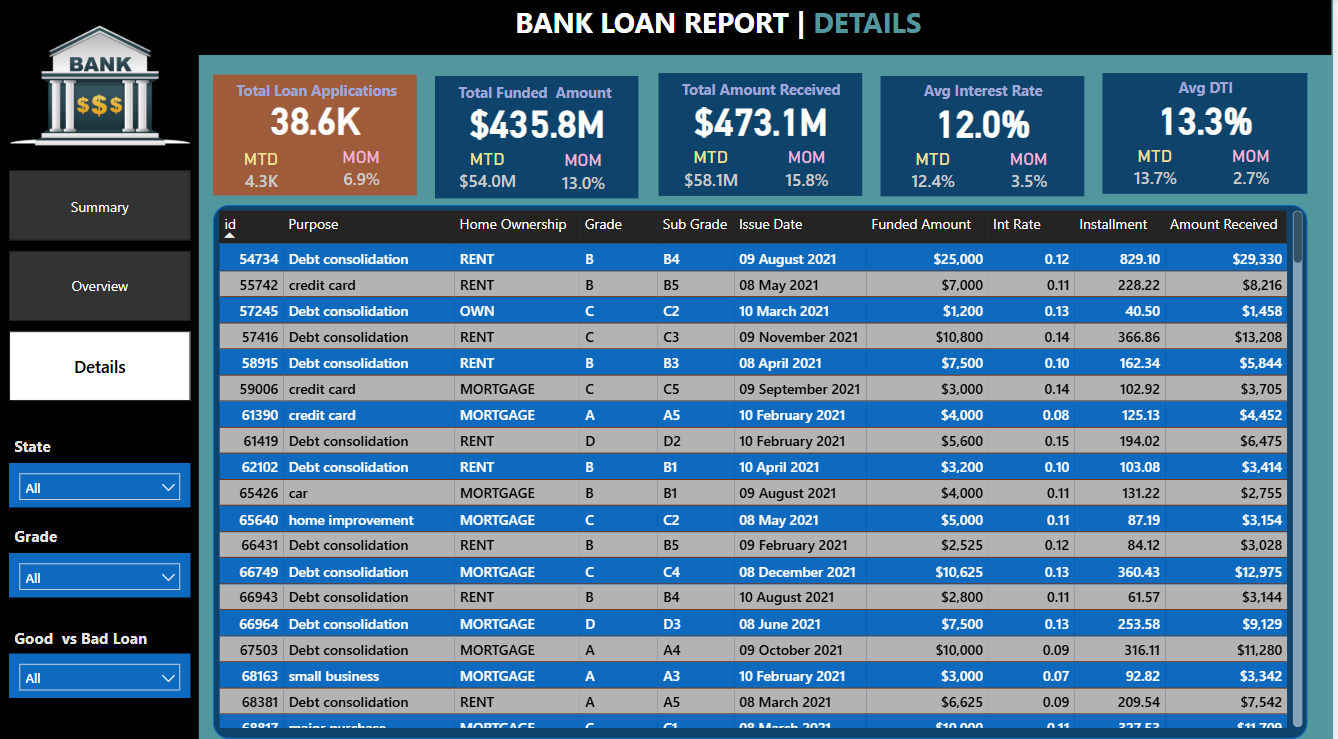 BANK LOAN REPORT | DETAILS
BANK
$$$
Summary
Overview
Details
State
All
Grade
All
Good vs Bad Loan
All
Total Loan Applications
38.6K
MTD MOM
4.3K 6.9%
Total Funded Amount
$435.8M
MTD MOM
$54.0M 13.0%
Total Amount Received
$473.1M
MTD MOM
$58.1M 15.8%
Avg Interest Rate
12.0%
MTD MOM
12.4% 3.5%
Avg DTI
13.3%
MTD MOM
13.7% 2.7%
id Purpose Home Ownership Grade Sub Grade Issue Date Funded Amount Int Rate Installment Amount Received
54734 Debt consolidation RENT B B4 09 August 2021 $25,000 0.12 829.10 $29,330
55742 credit card RENT B B5 08 May 2021 $7,000 0.11 228.22 $8,216
57245 Debt consolidation OWN C C2 10 March 2021 $1,200 0.13 40.50 $1,458
57416 Debt consolidation RENT C C3 09 November 2021 $10,800 0.14 366.86 $13,208
58915 Debt consolidation RENT B B3 08 April 2021 $7,500 0.10 162.34 $5,844
59006 credit card MORTGAGE C C5 09 September 2021 $3,000 0.14 102.92 $3,705
61390 credit card MORTGAGE A A5 10 February 2021 $4,000 0.08 125.13 $4,452
61419 Debt consolidation RENT D D2 10 February 2021 $5,600 0.15 194.02 $6,475
62102 Debt consolidation RENT B B1 10 April 2021 $3,200 0.10 103.08 $3,414
65426 car MORTGAGE B B1 09 August 2021 $4,000 0.11 131.22 $2,755
65640 home improvement MORTGAGE C C2 08 May 2021 $5,000 0.11 87.19 $3,154
66431 Debt consolidation RENT B B5 09 February 2021 $2,525 0.12 84.12 $3,028
66749 Debt consolidation MORTGAGE C C4 08 December 2021 $10,625 0.13 360.43 $12,975
66943 Debt consolidation RENT B B4 10 August 2021 $2,800 0.11 61.57 $3,144
66964 Debt consolidation MORTGAGE D D3 08 June 2021 $7,500 0.13 253.58 $9,129
67503 Debt consolidation MORTGAGE A A4 09 October 2021 $10,000 0.09 316.11 $11,280
68163 small business MORTGAGE A A3 10 February 2021 $3,000 0.07 92.82 $3,342
68381 Debt consolidation RENT A A5 08 March 2021 $6,625 0.09 209.54 $7,542
68817 major purchase MORTGAGE C C1 08 March 2021 $10,000 0.11 327.53 $11,709